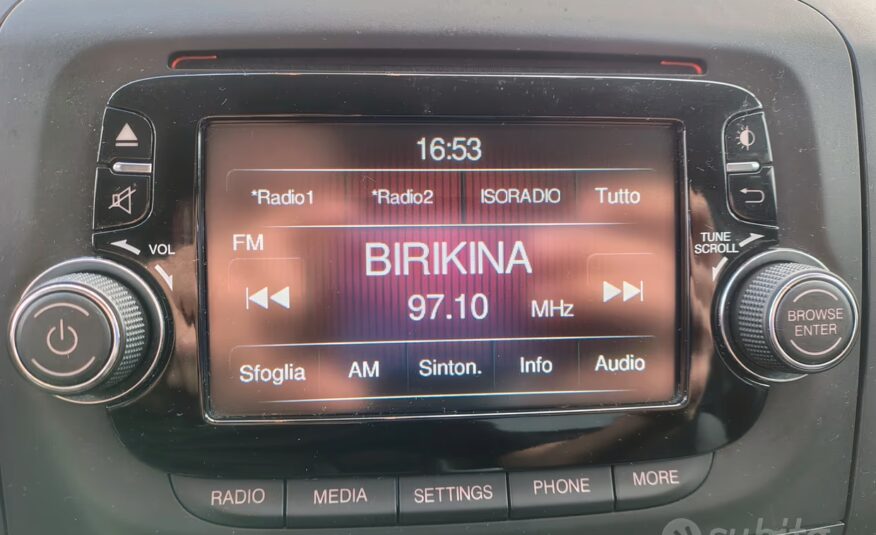 16:53
*Radio1 *Radio2 ISORADIO Tutto
VOL
TUNE
SCROLL
FM
BIRIKINA
97.10 MHz
BROWSE
ENTER
Sfoglia AM Sinton. Info Audio
RADIO MEDIA SETTINGS PHONE MORE
subito